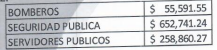 BOMBEROS $ 55,591.55
SEGURIDAD PUBLICA $ 652,741.24
SERVIDORES PUBLICOS $ 258,860.27